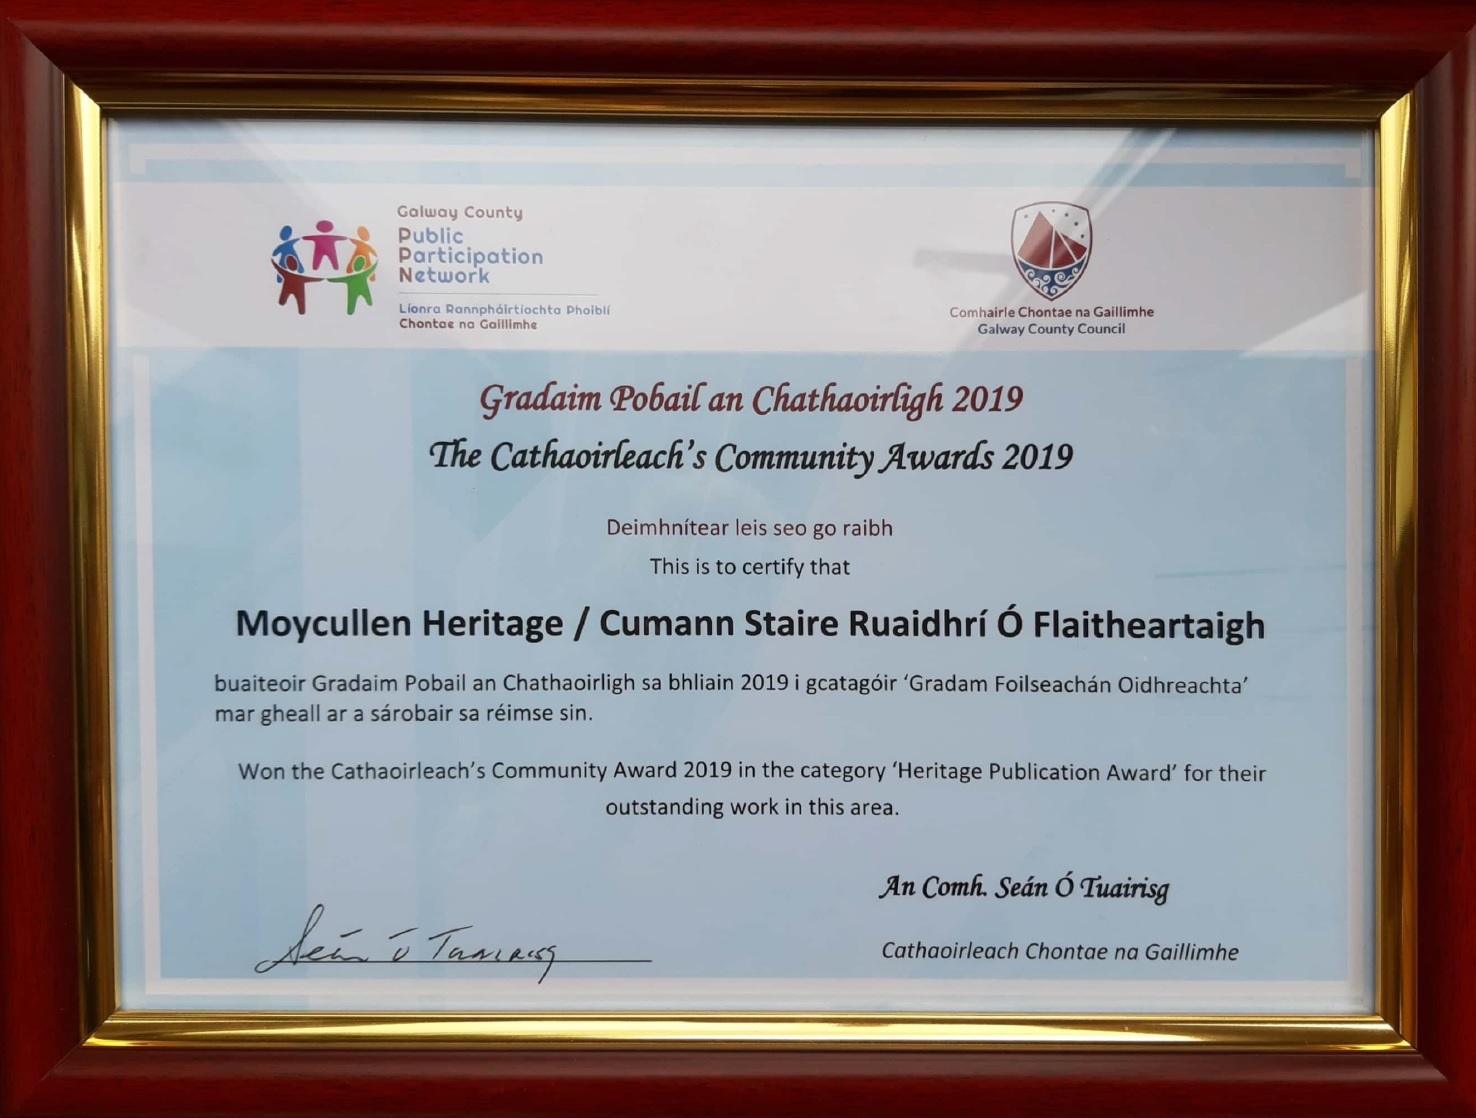 Galway County
Public
Participation
Network
Líonra Rannpháirtíochta Phoiblí
Chontae na Gaillimhe
Comhairle Chontae na Gaillimhe
Galway County Council
Gradaim Pobail an Chathaoirligh 2019
The Cathaoirleach's Community Awards 2019
Deimhnítear leis seo go raibh
This is to certify that
Moycullen Heritage / Cumann Staire Ruaidhrí Ó Flaitheartaigh
buaiteoir Gradaim Pobail an Chathaoirligh sa bhliain 2019 i gcatagóir 'Gradam Foilseachán Oidhreachta'
mar gheall ar a sárobair sa réimse sin.
Won the Cathaoirleach's Community Award 2019 in the category 'Heritage Publication Award' for their
outstanding work in this area.
An Comh. Seán Ó Tuairisg
Seán Ó Tuairisg
Cathaoirleach Chontae na Gaillimhe